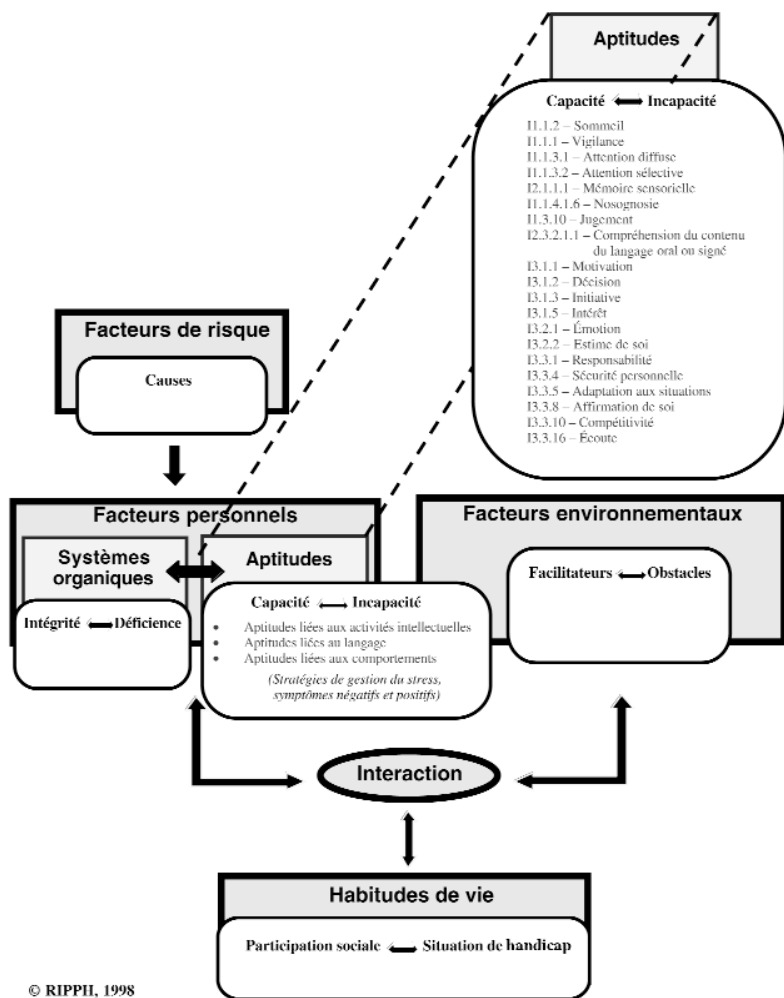 Aptitudes
Capacité Incapacité
I1.1.2 – Sommeil
I1.1.1 – Vigilance
I1.1.3.1 – Attention diffuse
I1.1.3.2 – Attention sélective
I2.1.1.1 – Mémoire sensorielle
I1.1.4.1.6 – Nosognosie
I1.3.10 – Jugement
I2.3.2.1.1 – Compréhension du contenu
du langage oral ou signé
I3.1.1 – Motivation
I3.1.2 – Décision
I3.1.3 – Initiative
I3.1.5 – Intérêt
I3.2.1 – Émotion
I3.2.2 – Estime de soi
I3.3.1 – Responsabilité
I3.3.4 – Sécurité personnelle
I3.3.5 – Adaptation aux situations
I3.3.8 – Affirmation de soi
I3.3.10 – Compétitivité
I3.3.16 – Écoute
Facteurs de risque
Causes
Facteurs personnels
Systèmes
organiques
Intégrité Déficience
Aptitudes
Capacité Incapacité
• Aptitudes liées aux activités intellectuelles
• Aptitudes liées au langage
• Aptitudes liées aux comportements
(Stratégies de gestion du stress,
symptômes négatifs et positifs)
Facteurs environnementaux
Facilitateurs Obstacles
Interaction
Habitudes de vie
Participation sociale Situation de handicap
© RIPPH, 1998